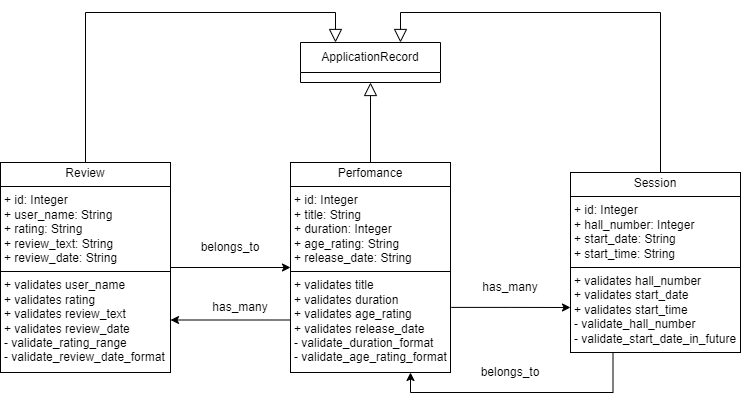 ApplicationRecord
Review
+ id: Integer
+ user_name: String
+ rating: String
+ review_text: String
+ review_date: String
+ validates user_name
+ validates rating
+ validates review_text
+ validates review_date
- validate_rating_range
- validate_review_date_format
belongs_to
has_many
Perfomance
+ id: Integer
+ title: String
+ duration: Integer
+ age_rating: String
+ release_date: String
+ validates title
+ validates duration
+ validates age_rating
+ validates release_date
- validate_duration_format
- validate_age_rating_format
has_many
belongs_to
Session
+ id: Integer
+ hall_number: Integer
+ start_date: String
+ start_time: String
+ validates hall_number
+ validates start_date
+ validates start_time
- validate_hall_number
- validate_start_date_in_future